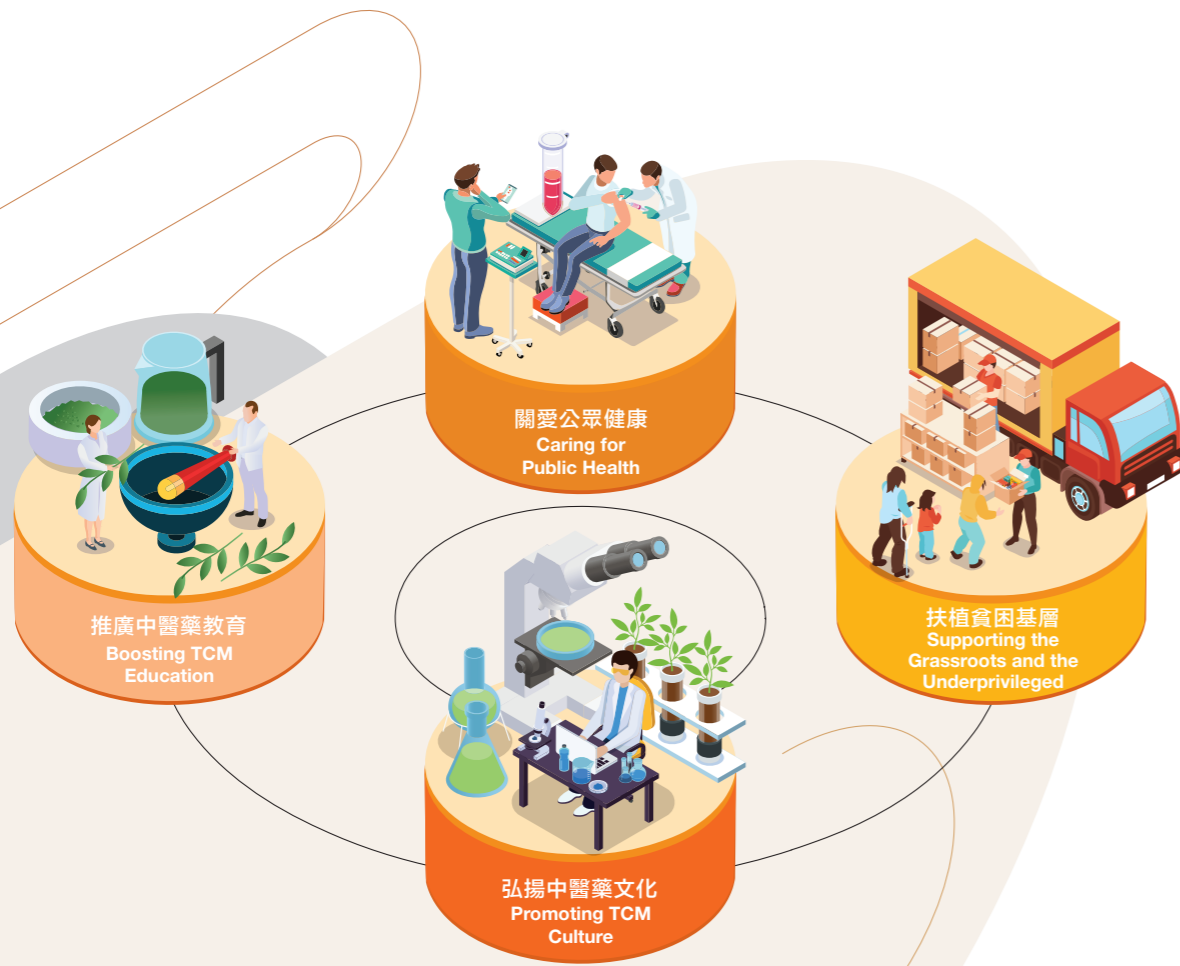 關愛公眾健康
Caring for
Public Health
推廣中醫藥教育
Boosting TCM
Education
扶植貧困基層
Supporting the
Grassroots and the
Underprivileged
弘揚中醫藥文化
Promoting TCM
Culture